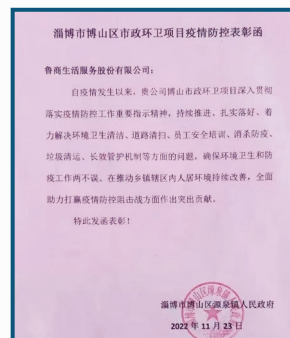 淄博市博山区市政环卫项目疫情防控表彰函
鲁商生活服务股份有限公司：
自疫情发生以来，贵公司博山市政环卫项目深入贯彻
落实疫情防控工作重要指示精神，持续推进、扎实落好、着
力解决环境卫生清洁、道路清扫、员工安全培训、消杀防疫、
垃圾清运、长效管护机制等方面的问题，确保环境卫生和防
疫工作两不误。在推动乡镇辖区内人居环境持续改善，全面
助力打赢疫情防控阻击战方面作出突出贡献。
特此发函表彰！
淄博市博山区源泉镇人民政府
2022 年 11 月 23 日